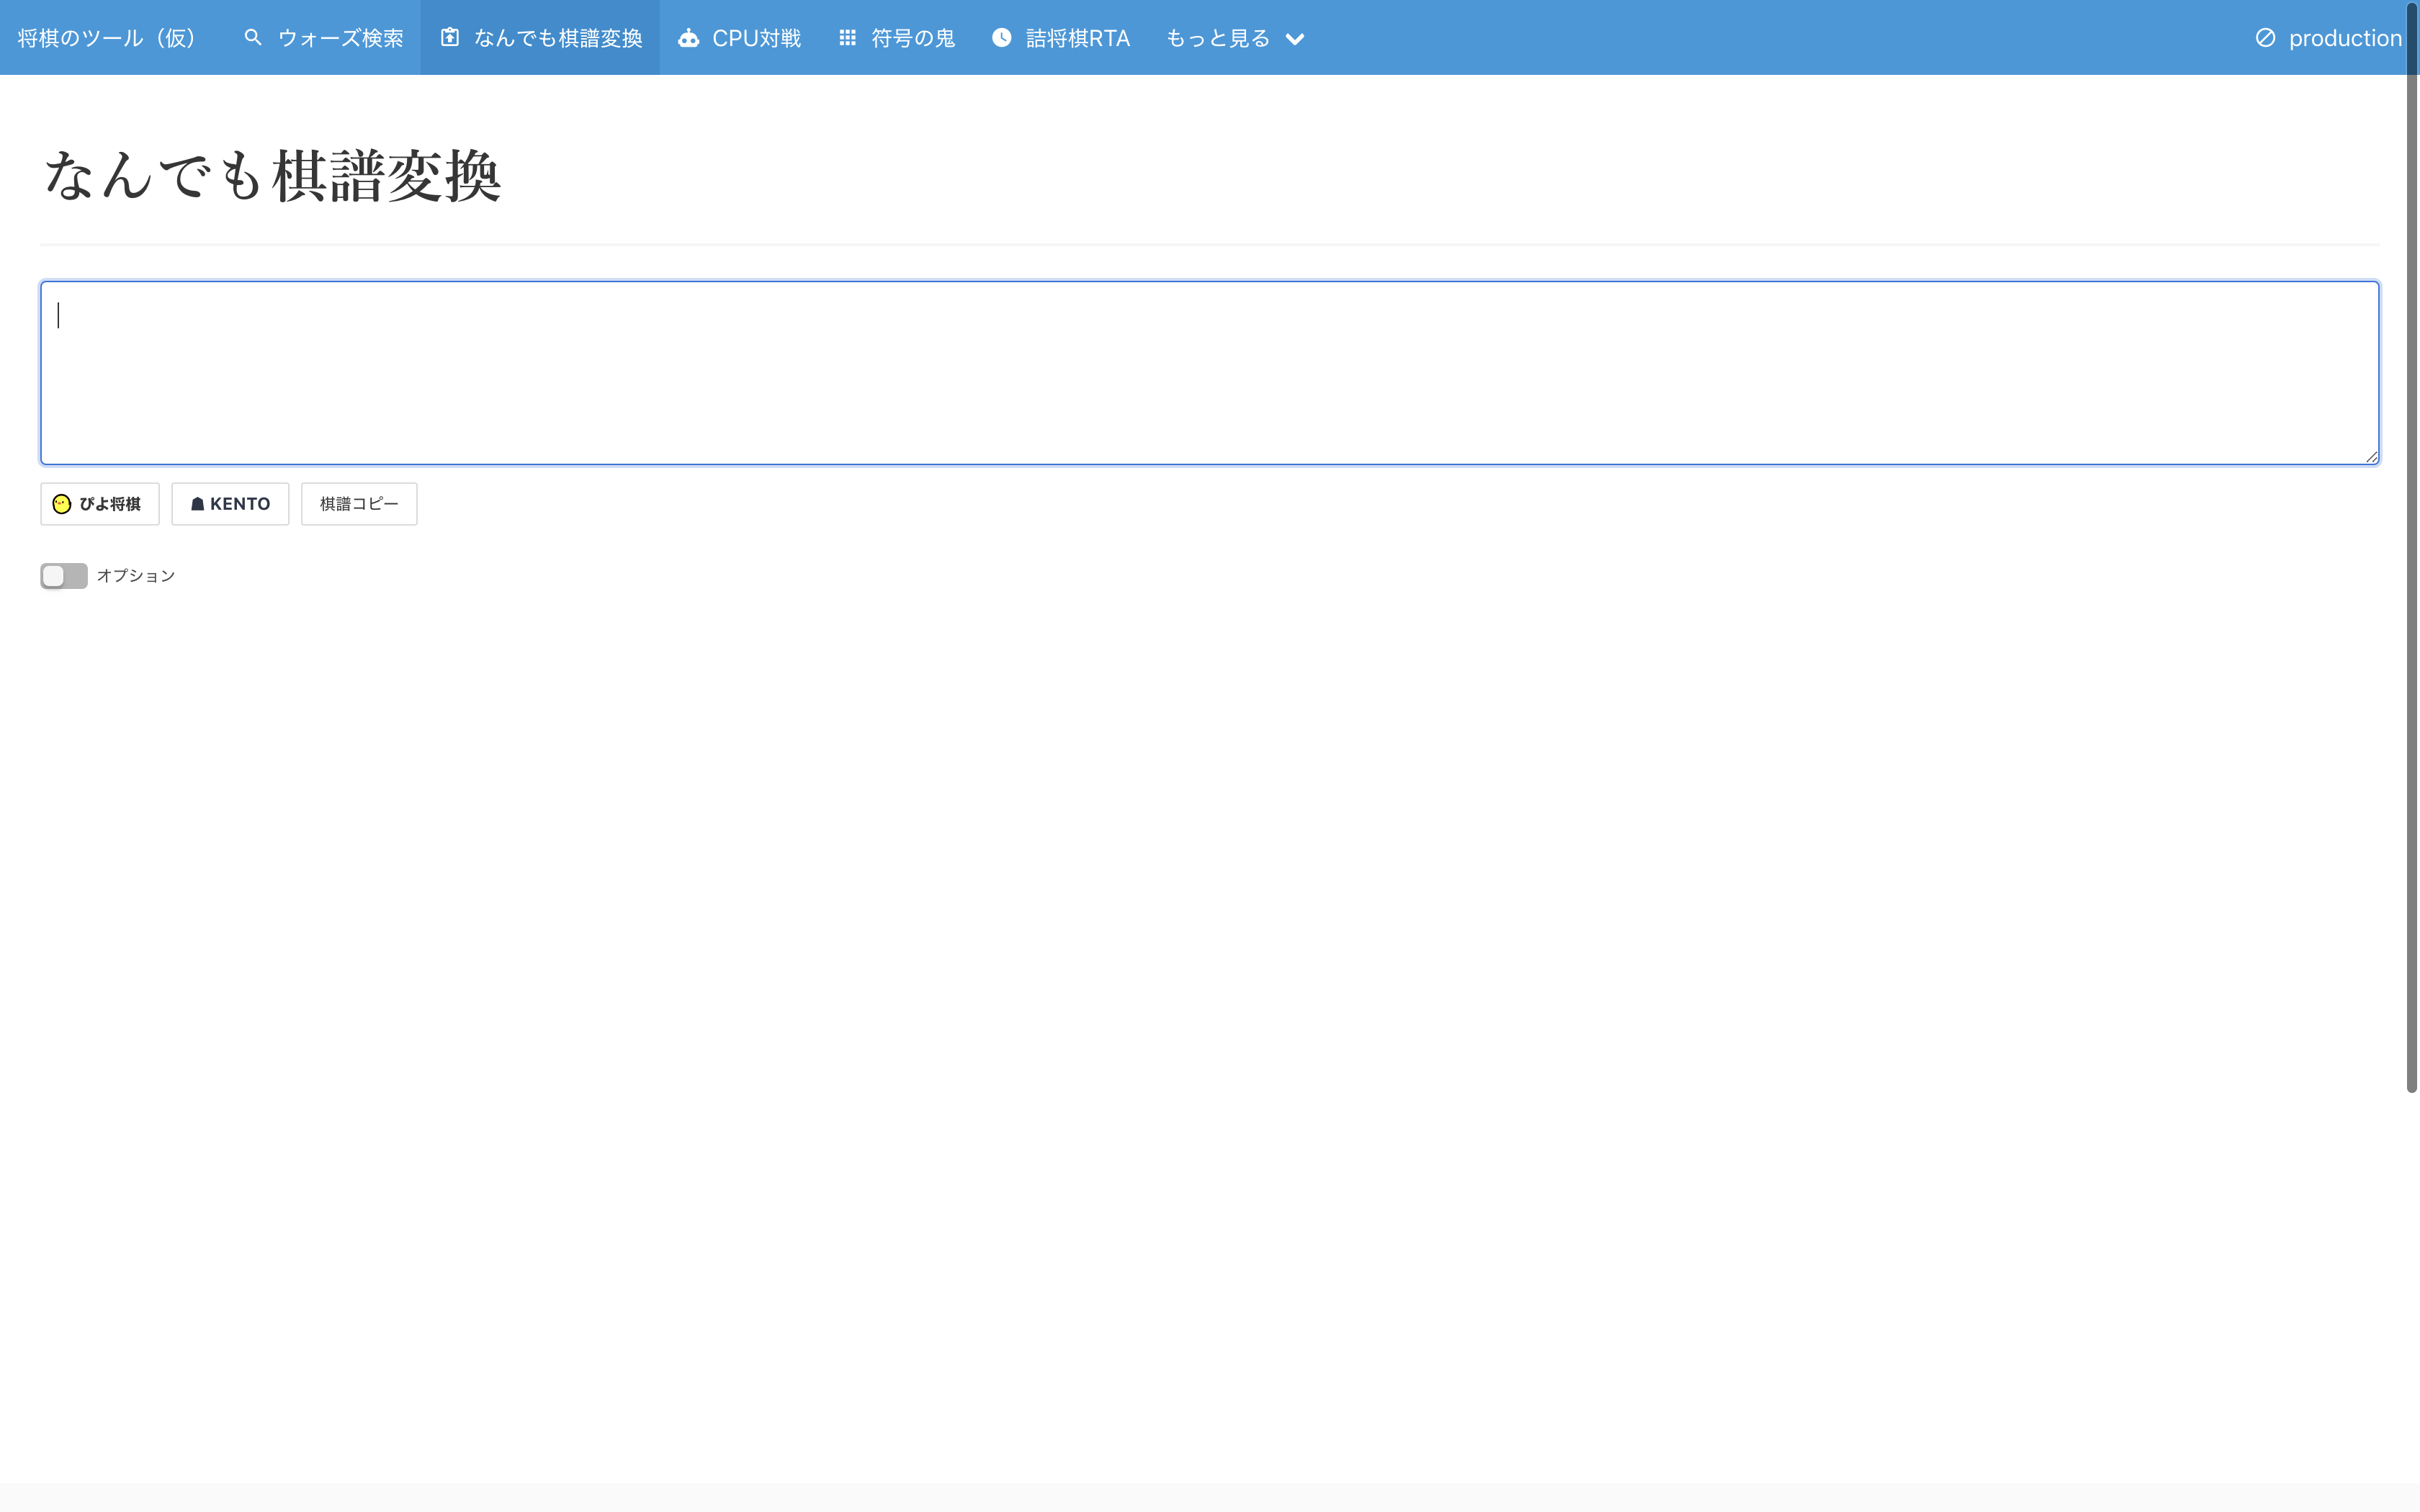 将棋のツール（仮） ウォーズ検索 なんでも棋譜変換 CPU対戦 符号の鬼 詰将棋RTA もっと見る production
なんでも棋譜変換
ぴよ将棋 KENTO 棋譜コピー
オプション